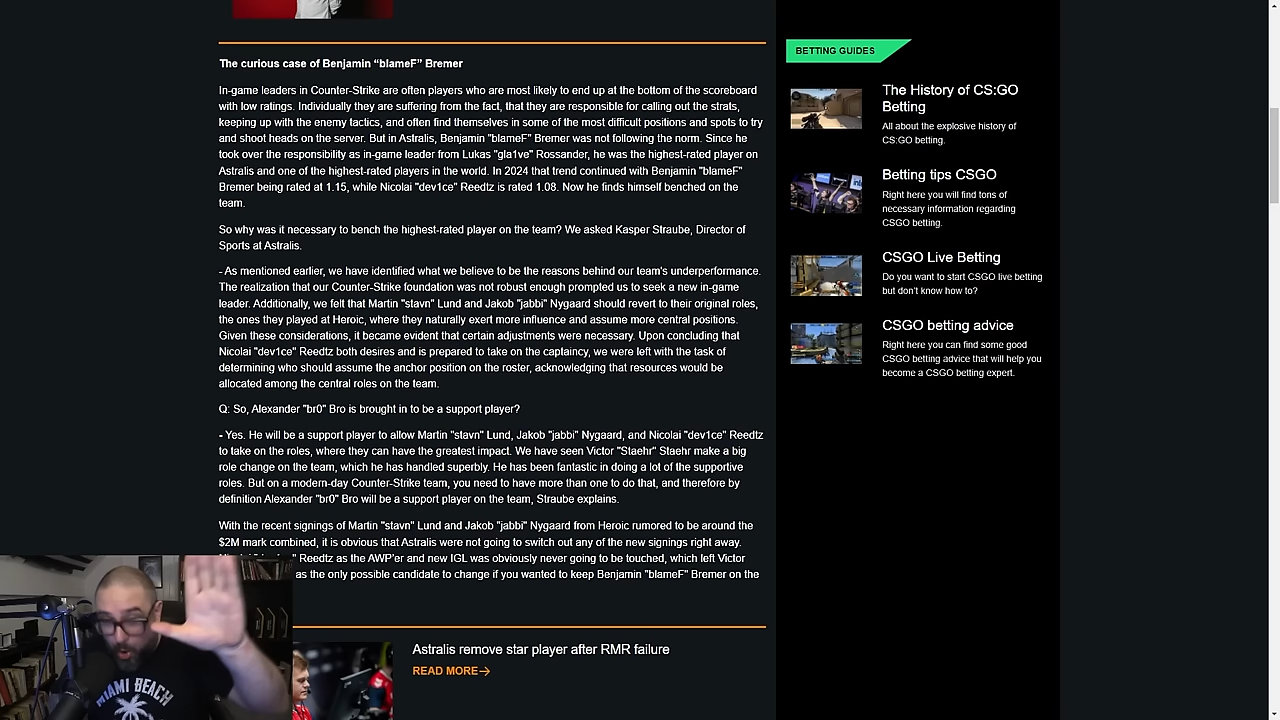 The curious case of Benjamin “blameF” Bremer
In-game leaders in Counter-Strike are often players who are most likely to end up at the bottom of the scoreboard
with low ratings. Individually they are suffering from the fact, that they are responsible for calling out the strats,
keeping up with the enemy tactics, and often find themselves in some of the most difficult positions and spots to try
and shoot heads on the server. But in Astralis, Benjamin "blameF" Bremer was not following the norm. Since he
took over the responsibility as in-game leader from Lukas "gla1ve" Rossander, he was the highest-rated player on
Astralis and one of the highest-rated players in the world. In 2024 that trend continued with Benjamin "blameF"
Bremer being rated at 1.15, while Nicolai "dev1ce" Reedtz is rated 1.08. Now he finds himself benched on the
team.
So why was it necessary to bench the highest-rated player on the team? We asked Kasper Straube, Director of
Sports at Astralis.
- As mentioned earlier, we have identified what we believe to be the reasons behind our team's underperformance.
The realization that our Counter-Strike foundation was not robust enough prompted us to seek a new in-game
leader. Additionally, we felt that Martin "stavn" Lund and Jakob "jabbi" Nygaard should revert to their original roles,
the ones they played at Heroic, where they naturally exert more influence and assume more central positions.
Given these considerations, it became evident that certain adjustments were necessary. Upon concluding that
Nicolai "dev1ce" Reedtz both desires and is prepared to take on the captaincy, we were left with the task of
determining who should assume the anchor position on the roster, acknowledging that resources would be
allocated among the central roles on the team.
Q: So, Alexander "br0" Bro is brought in to be a support player?
- Yes. He will be a support player to allow Martin "stavn" Lund, Jakob "jabbi" Nygaard, and Nicolai "dev1ce" Reedtz
to take on the roles, where they can have the greatest impact. We have seen Victor "Staehr" Staehr make a big
role change on the team, which he has handled superbly. He has been fantastic in doing a lot of the supportive
roles. But on a modern-day Counter-Strike team, you need to have more than one to do that, and therefore by
definition Alexander "br0" Bro will be a support player on the team, Straube explains.
With the recent signings of Martin "stavn" Lund and Jakob "jabbi" Nygaard from Heroic rumored to be around the
$2M mark combined, it is obvious that Astralis were not going to switch out any of the new signings right away.
Reedtz as the AWP'er and new IGL was obviously never going to be touched, which left Victor
as the only possible candidate to change if you wanted to keep Benjamin "blameF" Bremer on the
Astralis remove star player after RMR failure
READ MORE→
BETTING GUIDES
The History of CS:GO
Betting
All about the explosive history of
CS:GO betting.
Betting tips CSGO
Right here you will find tons of
necessary information regarding
CSGO betting.
CSGO Live Betting
Do you want to start CSGO live betting
but don't know how to?
CSGO betting advice
Right here you can find some good
CSGO betting advice that will help you
become a CSGO betting expert.
MIAMI BEACH